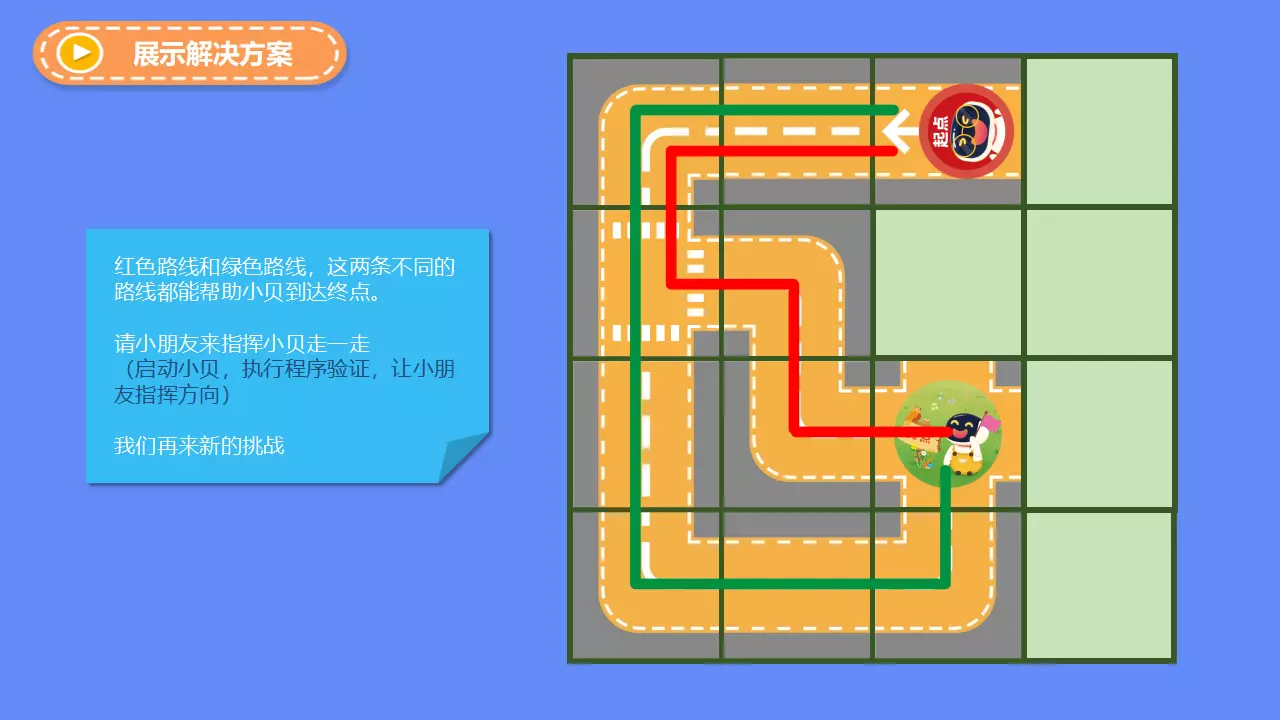 展示解决方案
起点
红色路线和绿色路线，这两条不同的
路线都能帮助小贝到达终点。
请小朋友来指挥小贝走一走
（启动小贝，执行程序验证，让小朋
友指挥方向）
我们再来新的挑战